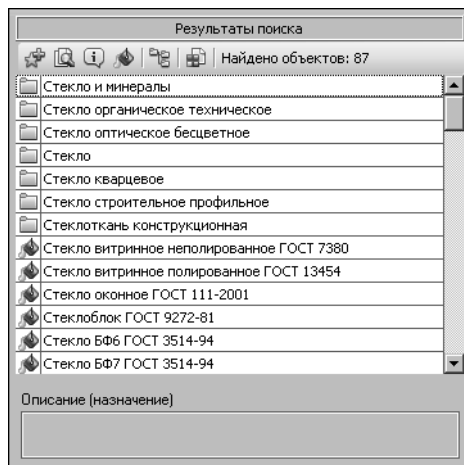 Результаты поиска
Найдено объектов: 87
Стекло и минералы
Стекло органическое техническое
Стекло оптическое бесцветное
Стекло
Стекло кварцевое
Стекло строительное профильное
Стеклоткань конструкционная
Стекло витринное неполированное ГОСТ 7380
Стекло витринное полированное ГОСТ 13454
Стекло оконное ГОСТ 111-2001
Стеклоблок ГОСТ 9272-81
Стекло БФ6 ГОСТ 3514-94
Стекло БФ7 ГОСТ 3514-94
Описание (назначение)